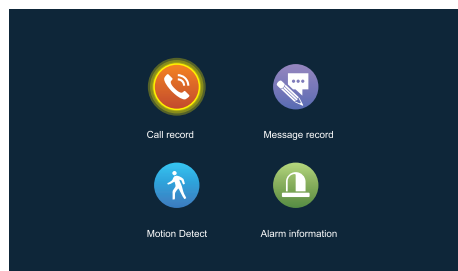 Call record
Message record
Motion Detect
Alarm information